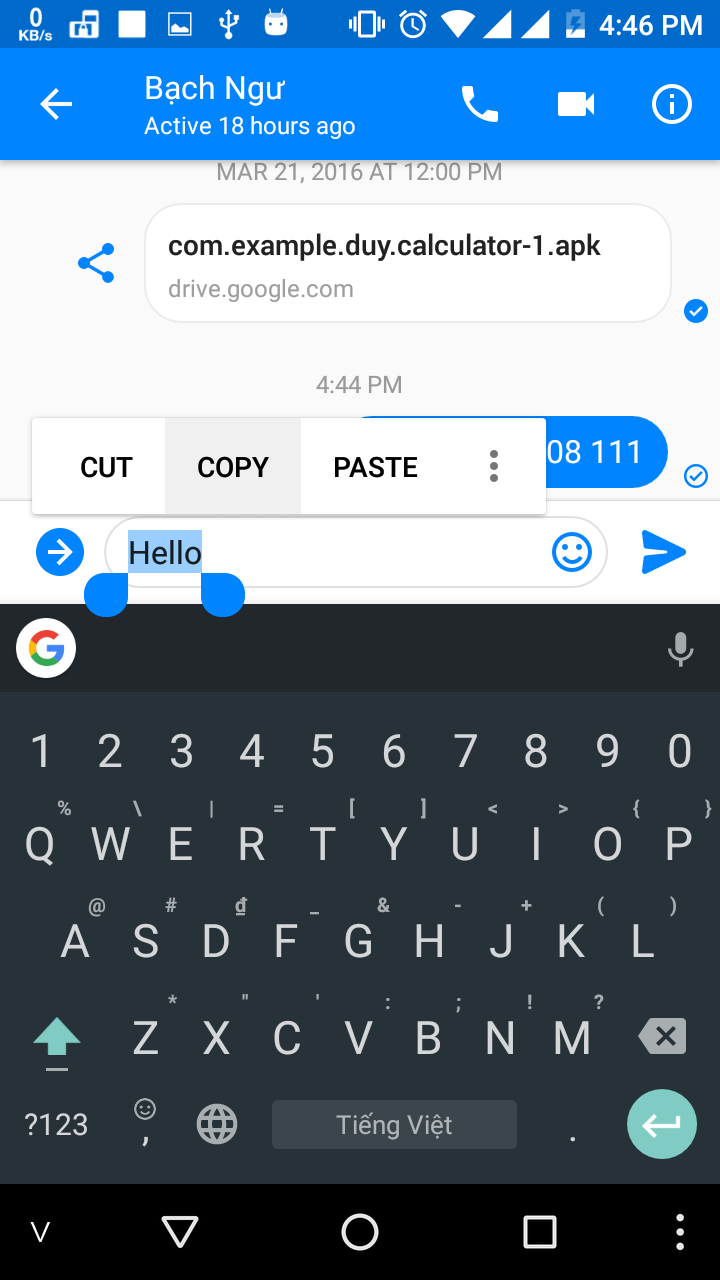 0
KB/s
4:46 PM
Bạch Ngư
Active 18 hours ago
MAR 21, 2016 AT 12:00 PM
com.example.duy.calculator-1.apk
drive.google.com
4:44 PM
08 111
CUT COPY PASTE
Hello
1 2 3 4 5 6 7 8 9 0
% \ | = [ ] < > { }
Q W E R T Y U I O P
@ # ₫ _ & - + ( )
A S D F G H J K L
* " ' : ; ! ?
Z X C V B N M
?123 , Tiếng Việt .